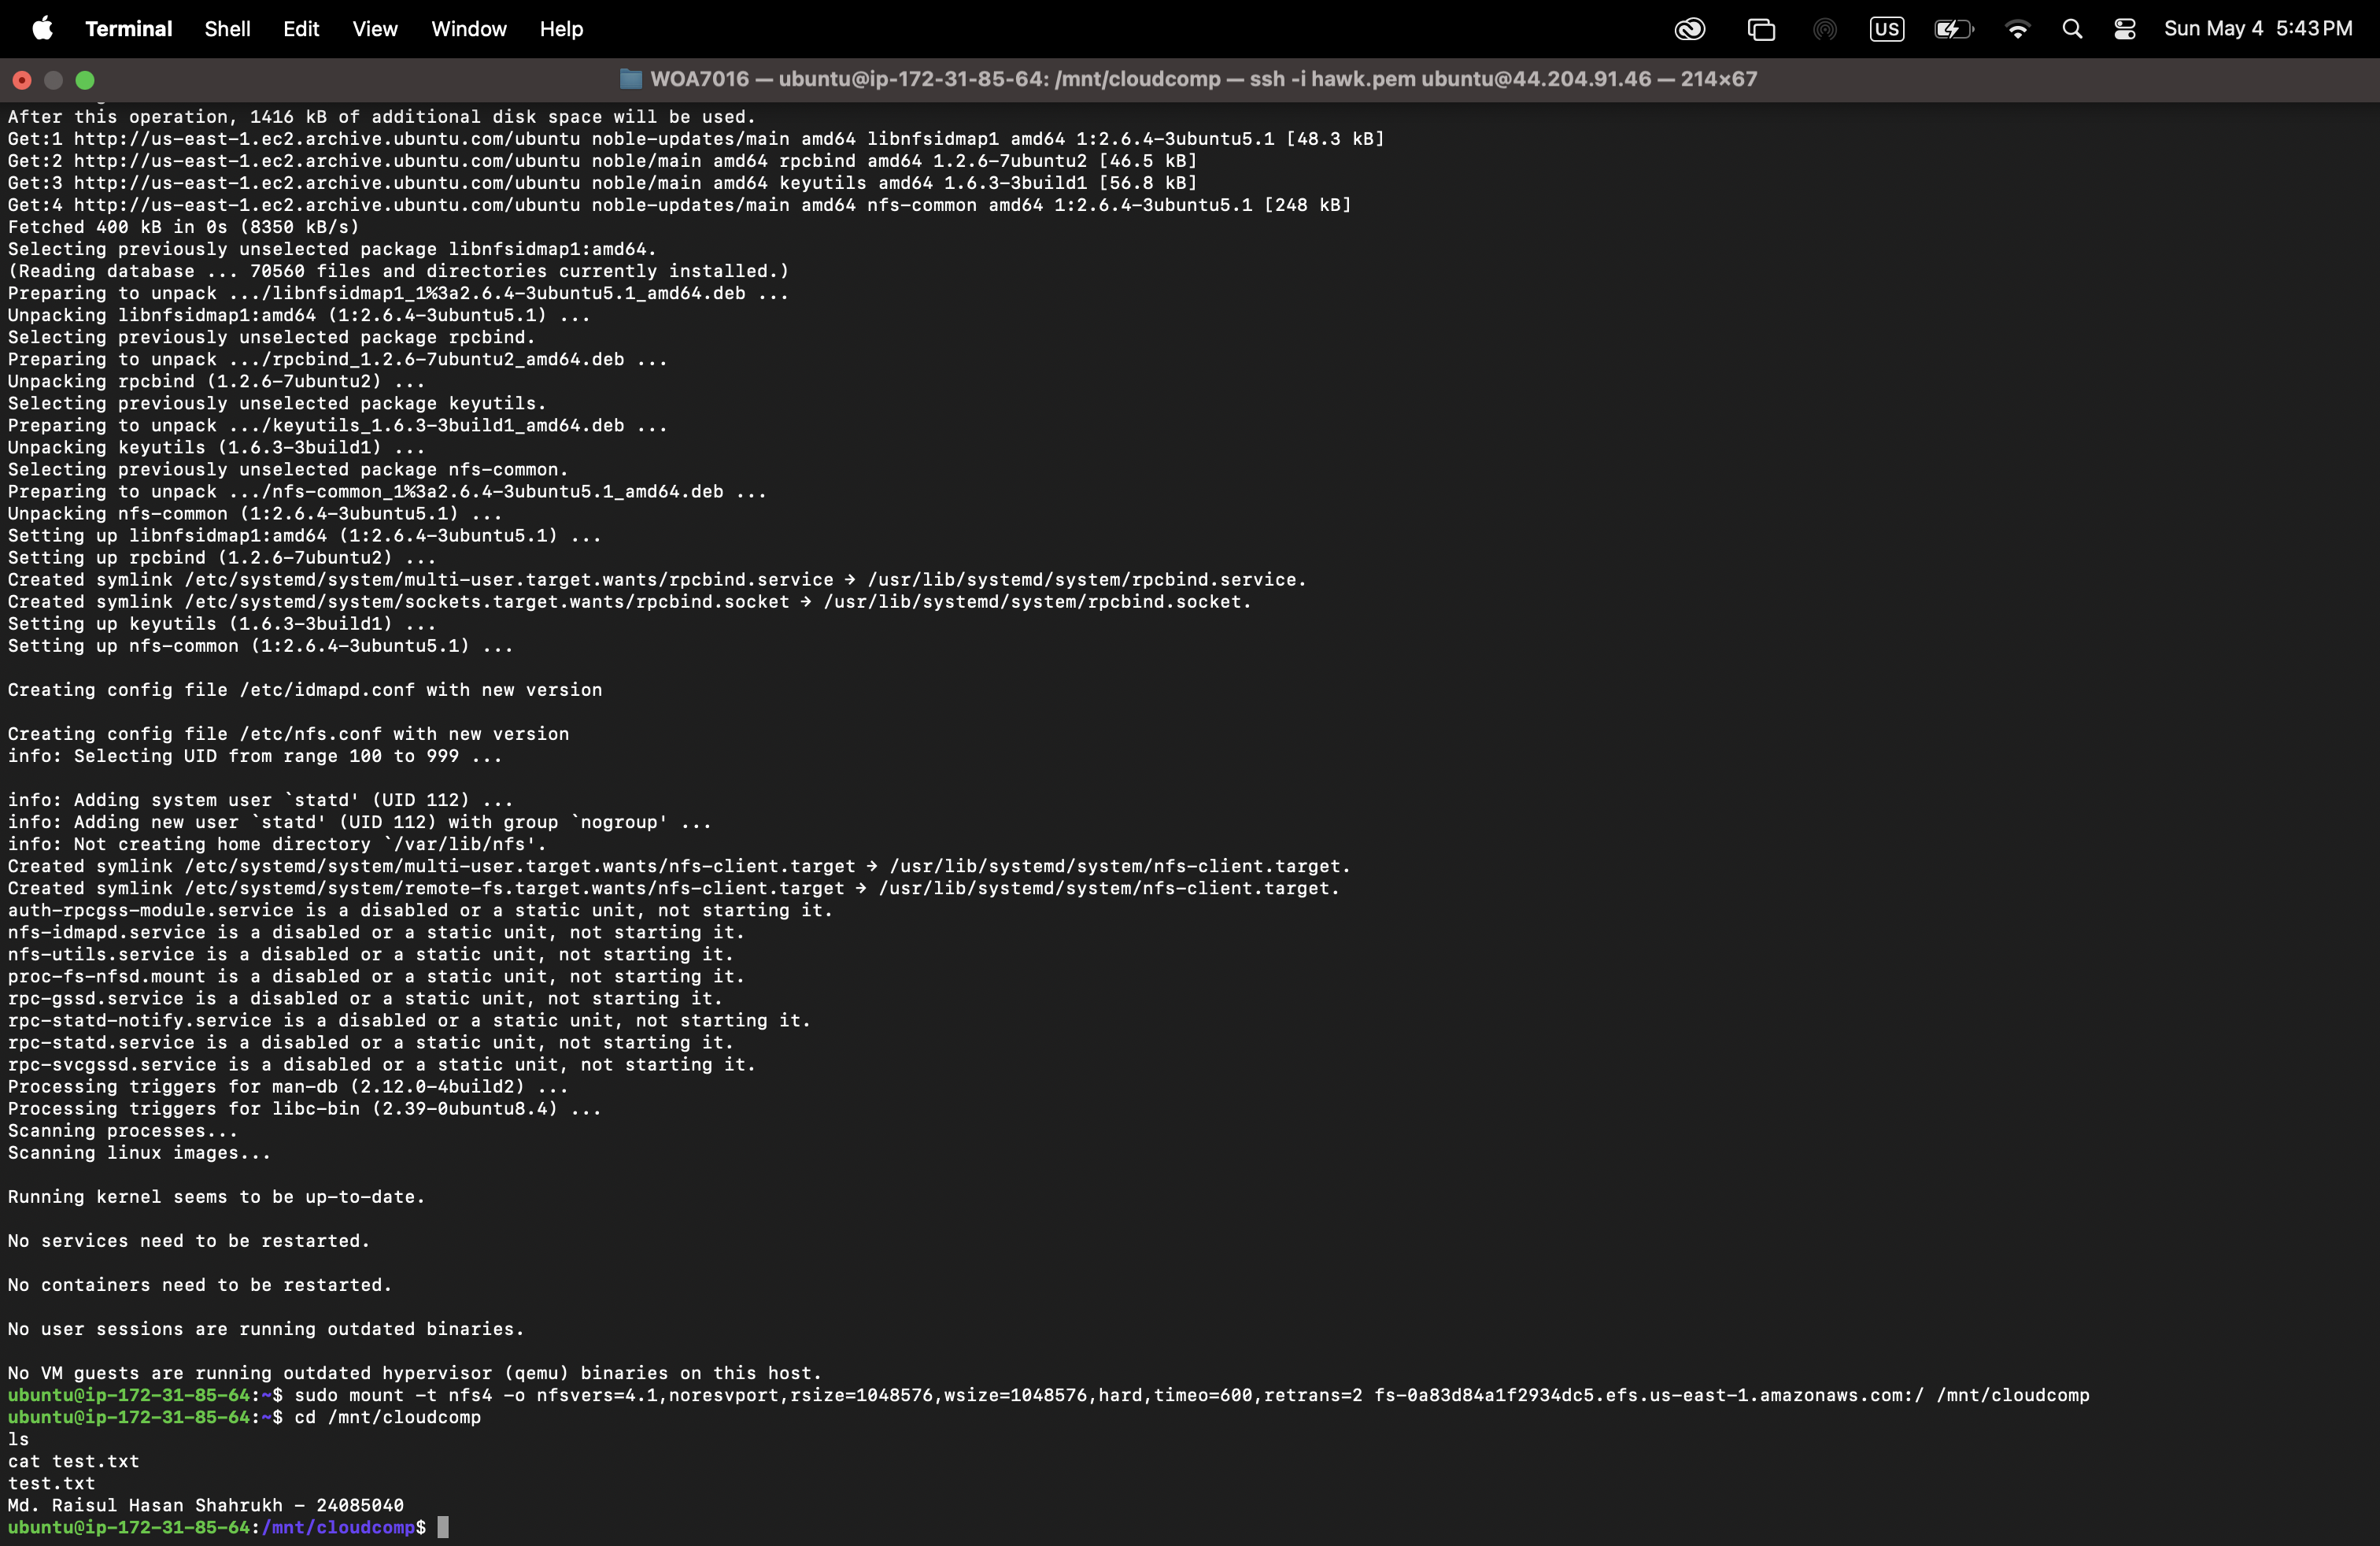 Terminal Shell Edit View Window Help US Sun May 4 5:43 PM
WOA7016 — ubuntu@ip-172-31-85-64: /mnt/cloudcomp — ssh -i hawk.pem ubuntu@44.204.91.46 — 214×67
After this operation, 1416 kB of additional disk space will be used.
Get:1 http://us-east-1.ec2.archive.ubuntu.com/ubuntu noble-updates/main amd64 libnfsidmap1 amd64 1:2.6.4-3ubuntu5.1 [48.3 kB]
Get:2 http://us-east-1.ec2.archive.ubuntu.com/ubuntu noble/main amd64 rpcbind amd64 1.2.6-7ubuntu2 [46.5 kB]
Get:3 http://us-east-1.ec2.archive.ubuntu.com/ubuntu noble/main amd64 keyutils amd64 1.6.3-3build1 [56.8 kB]
Get:4 http://us-east-1.ec2.archive.ubuntu.com/ubuntu noble-updates/main amd64 nfs-common amd64 1:2.6.4-3ubuntu5.1 [248 kB]
Fetched 400 kB in 0s (8350 kB/s)
Selecting previously unselected package libnfsidmap1:amd64.
(Reading database ... 70560 files and directories currently installed.)
Preparing to unpack .../libnfsidmap1_1%3a2.6.4-3ubuntu5.1_amd64.deb ...
Unpacking libnfsidmap1:amd64 (1:2.6.4-3ubuntu5.1) ...
Selecting previously unselected package rpcbind.
Preparing to unpack .../rpcbind_1.2.6-7ubuntu2_amd64.deb ...
Unpacking rpcbind (1.2.6-7ubuntu2) ...
Selecting previously unselected package keyutils.
Preparing to unpack .../keyutils_1.6.3-3build1_amd64.deb ...
Unpacking keyutils (1.6.3-3build1) ...
Selecting previously unselected package nfs-common.
Preparing to unpack .../nfs-common_1%3a2.6.4-3ubuntu5.1_amd64.deb ...
Unpacking nfs-common (1:2.6.4-3ubuntu5.1) ...
Setting up libnfsidmap1:amd64 (1:2.6.4-3ubuntu5.1) ...
Setting up rpcbind (1.2.6-7ubuntu2) ...
Created symlink /etc/systemd/system/multi-user.target.wants/rpcbind.service → /usr/lib/systemd/system/rpcbind.service.
Created symlink /etc/systemd/system/sockets.target.wants/rpcbind.socket → /usr/lib/systemd/system/rpcbind.socket.
Setting up keyutils (1.6.3-3build1) ...
Setting up nfs-common (1:2.6.4-3ubuntu5.1) ...
Creating config file /etc/idmapd.conf with new version
Creating config file /etc/nfs.conf with new version
info: Selecting UID from range 100 to 999 ...
info: Adding system user `statd' (UID 112) ...
info: Adding new user `statd' (UID 112) with group `nogroup' ...
info: Not creating home directory `/var/lib/nfs'.
Created symlink /etc/systemd/system/multi-user.target.wants/nfs-client.target → /usr/lib/systemd/system/nfs-client.target.
Created symlink /etc/systemd/system/remote-fs.target.wants/nfs-client.target → /usr/lib/systemd/system/nfs-client.target.
auth-rpcgss-module.service is a disabled or a static unit, not starting it.
nfs-idmapd.service is a disabled or a static unit, not starting it.
nfs-utils.service is a disabled or a static unit, not starting it.
proc-fs-nfsd.mount is a disabled or a static unit, not starting it.
rpc-gssd.service is a disabled or a static unit, not starting it.
rpc-statd-notify.service is a disabled or a static unit, not starting it.
rpc-statd.service is a disabled or a static unit, not starting it.
rpc-svcgssd.service is a disabled or a static unit, not starting it.
Processing triggers for man-db (2.12.0-4build2) ...
Processing triggers for libc-bin (2.39-0ubuntu8.4) ...
Scanning processes...
Scanning linux images...
Running kernel seems to be up-to-date.
No services need to be restarted.
No containers need to be restarted.
No user sessions are running outdated binaries.
No VM guests are running outdated hypervisor (qemu) binaries on this host.
ubuntu@ip-172-31-85-64:~$ sudo mount -t nfs4 -o nfsvers=4.1,noresvport,rsize=1048576,wsize=1048576,hard,timeo=600,retrans=2 fs-0a83d84a1f2934dc5.efs.us-east-1.amazonaws.com:/ /mnt/cloudcomp
ubuntu@ip-172-31-85-64:~$ cd /mnt/cloudcomp
ls
cat test.txt
test.txt
Md. Raisul Hasan Shahrukh - 24085040
ubuntu@ip-172-31-85-64:/mnt/cloudcomp$